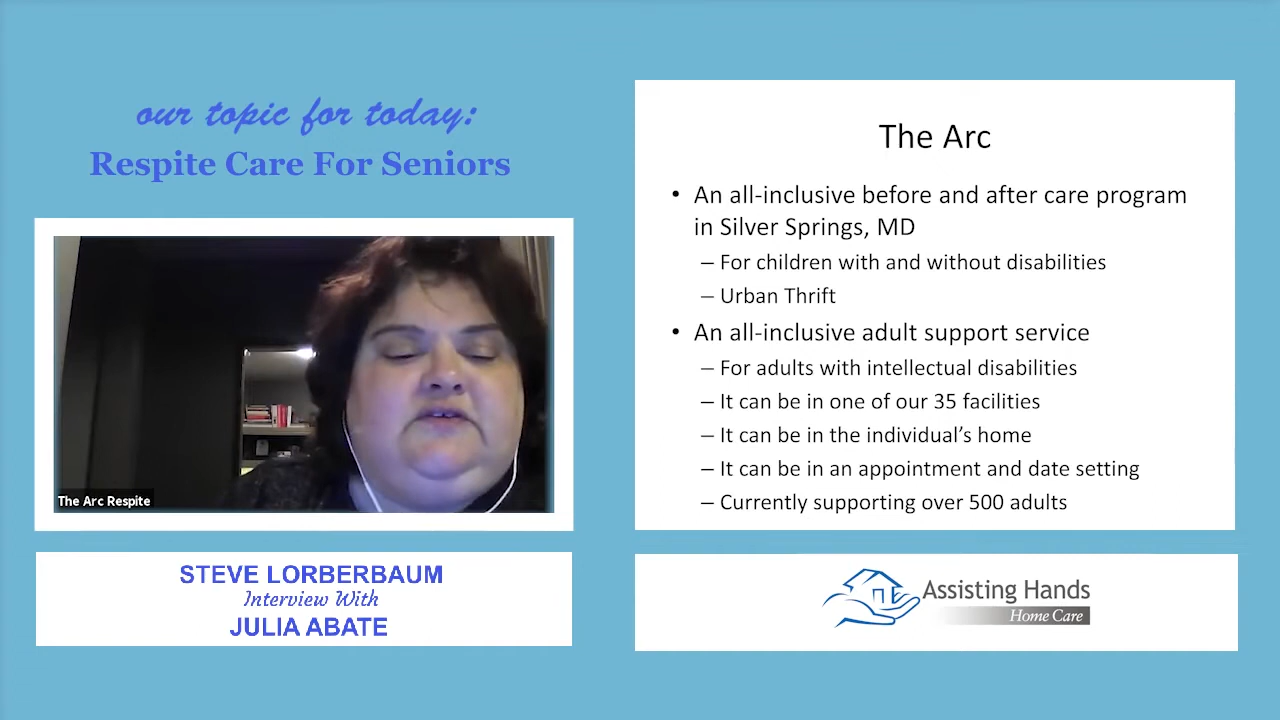 our topic for today:
Respite Care For Seniors
The Arc Respite
STEVE LORBERBAUM
Interview With
JULIA ABATE
The Arc
• An all-inclusive before and after care program
in Silver Springs, MD
– For children with and without disabilities
– Urban Thrift
• An all-inclusive adult support service
– For adults with intellectual disabilities
– It can be in one of our 35 facilities
– It can be in the individual’s home
– It can be in an appointment and date setting
– Currently supporting over 500 adults
Assisting Hands
Home Care